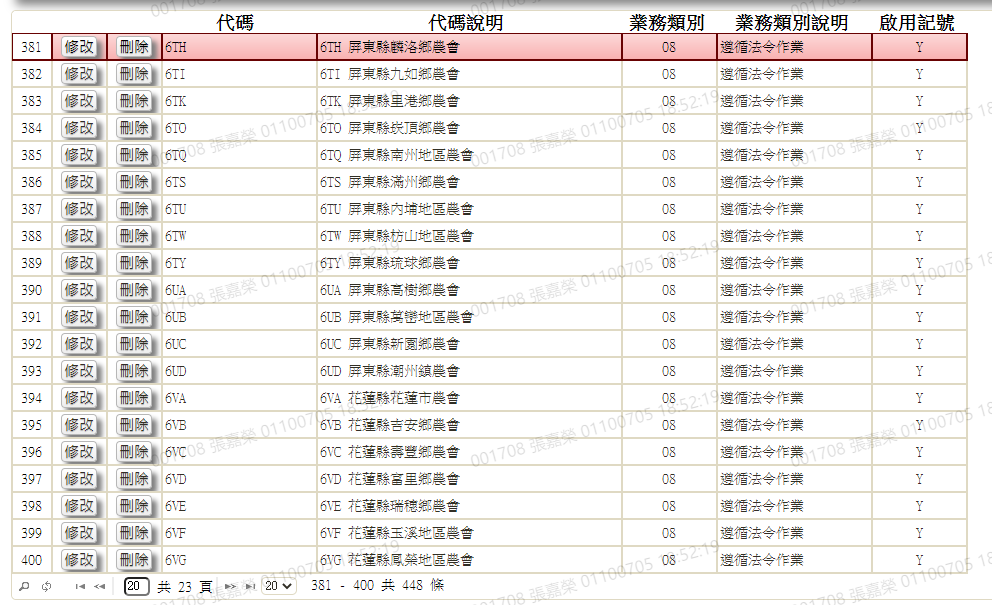 代碼 代碼說明 業務類別 業務類別說明 啟用記號
381 修改 刪除 6TH 6TH 屏東縣麟洛鄉農會 08 遵循法令作業 Y
382 修改 刪除 6TI 6TI 屏東縣九如鄉農會 08 遵循法令作業 Y
383 修改 刪除 6TK 6TK 屏東縣里港鄉農會 08 遵循法令作業 Y
384 修改 刪除 6TO 6TO 屏東縣崁頂鄉農會 08 遵循法令作業 Y
385 修改 刪除 6TQ 6TQ 屏東縣南州地區農會 08 遵循法令作業 Y
386 修改 刪除 6TS 6TS 屏東縣滿州鄉農會 08 遵循法令作業 Y
387 修改 刪除 6TU 6TU 屏東縣內埔地區農會 08 遵循法令作業 Y
388 修改 刪除 6TW 6TW 屏東縣枋山地區農會 08 遵循法令作業 Y
389 修改 刪除 6TY 6TY 屏東縣琉球鄉農會 08 遵循法令作業 Y
390 修改 刪除 6UA 6UA 屏東縣高樹鄉農會 08 遵循法令作業 Y
391 修改 刪除 6UB 6UB 屏東縣萬巒地區農會 08 遵循法令作業 Y
392 修改 刪除 6UC 6UC 屏東縣新園鄉農會 08 遵循法令作業 Y
393 修改 刪除 6UD 6UD 屏東縣潮州鎮農會 08 遵循法令作業 Y
394 修改 刪除 6VA 6VA 花蓮縣花蓮市農會 08 遵循法令作業 Y
395 修改 刪除 6VB 6VB 花蓮縣吉安鄉農會 08 遵循法令作業 Y
396 修改 刪除 6VC 6VC 花蓮縣壽豐鄉農會 08 遵循法令作業 Y
397 修改 刪除 6VD 6VD 花蓮縣富里鄉農會 08 遵循法令作業 Y
398 修改 刪除 6VE 6VE 花蓮縣瑞穗鄉農會 08 遵循法令作業 Y
399 修改 刪除 6VF 6VF 花蓮縣玉溪地區農會 08 遵循法令作業 Y
400 修改 刪除 6VG 6VG 花蓮縣鳳榮地區農會 08 遵循法令作業 Y
20 共 23 頁 20 381 - 400 共 448 條
001708 張嘉榮 01100705 18:52:19